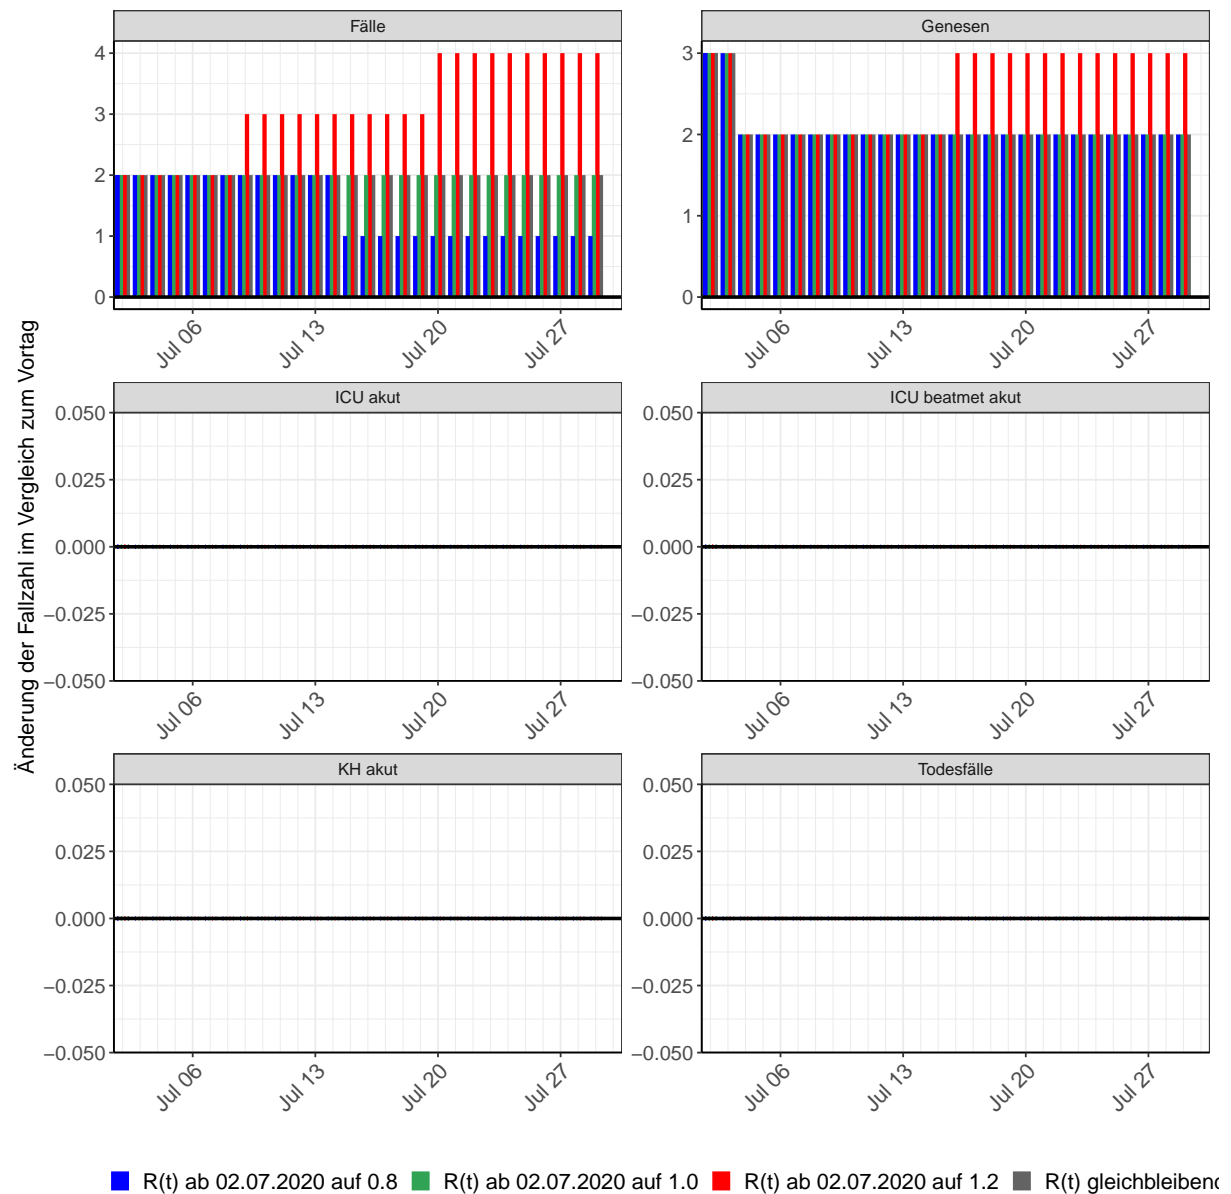 Fälle
Genesen
4
3
2
1
0
3
2
1
0
Jul 06
Jul 13
Jul 20
Jul 27
Jul 06
Jul 13
Jul 20
Jul 27
Änderung der Fallzahl im Vergleich zum Vortag
ICU akut
ICU beatmet akut
0.050
0.025
0.000
−0.025
−0.050
0.050
0.025
0.000
−0.025
−0.050
Jul 06
Jul 13
Jul 20
Jul 27
Jul 06
Jul 13
Jul 20
Jul 27
KH akut
Todesfälle
0.050
0.025
0.000
−0.025
−0.050
0.050
0.025
0.000
−0.025
−0.050
Jul 06
Jul 13
Jul 20
Jul 27
Jul 06
Jul 13
Jul 20
Jul 27
R(t) ab 02.07.2020 auf 0.8
R(t) ab 02.07.2020 auf 1.0
R(t) ab 02.07.2020 auf 1.2
R(t) gleichbleibend